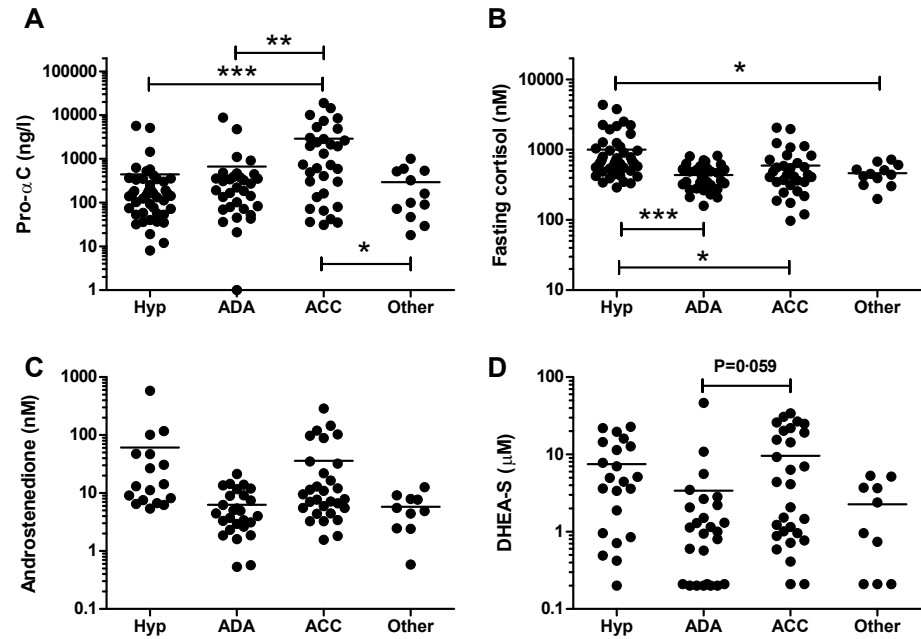 A
Pro-αC (ng/l)
100000
10000
1000
100
10
1
**
***
*
Hyp ADA ACC Other
B
Fasting cortisol (nM)
10000
1000
100
10
*
***
*
Hyp ADA ACC Other
C
Androstenedione (nM)
1000
100
10
1
0.1
Hyp ADA ACC Other
D
DHEA-S (μM)
100
10
1
0.1
P=0·059
Hyp ADA ACC Other